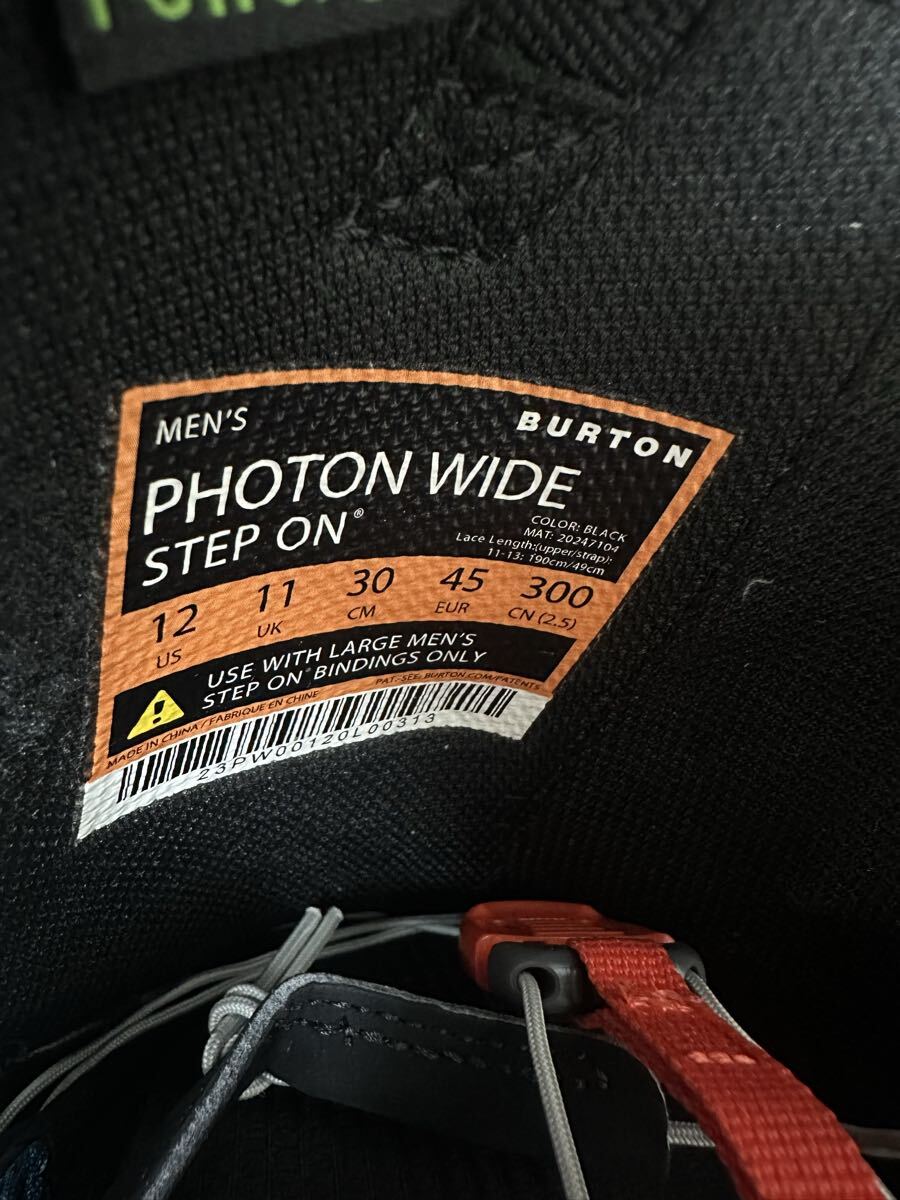 MEN'S
BURTON
PHOTON WIDE
STEP ON®
COLOR: BLACK
MAT: 20247104
Lace Length:(upper/strap):
11-13: 190cm/49cm
12 11 30 45 300
US UK CM EUR CN (2.5)
USE WITH LARGE MEN'S
STEP ON® BINDINGS ONLY
PAT.-SEE: BURTON.COM/PATENTS
MADE IN CHINA / FABRIQUE EN CHINE
23PW00120L00313